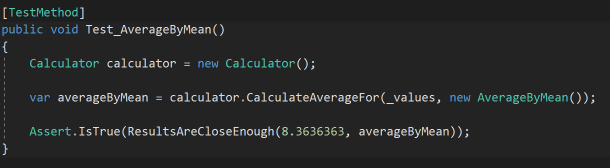 [TestMethod]
public void Test_AverageByMean()
{
Calculator calculator = new Calculator();
var averageByMean = calculator.CalculateAverageFor(_values, new AverageByMean());
Assert.IsTrue(ResultsAreCloseEnough(8.3636363, averageByMean));
}